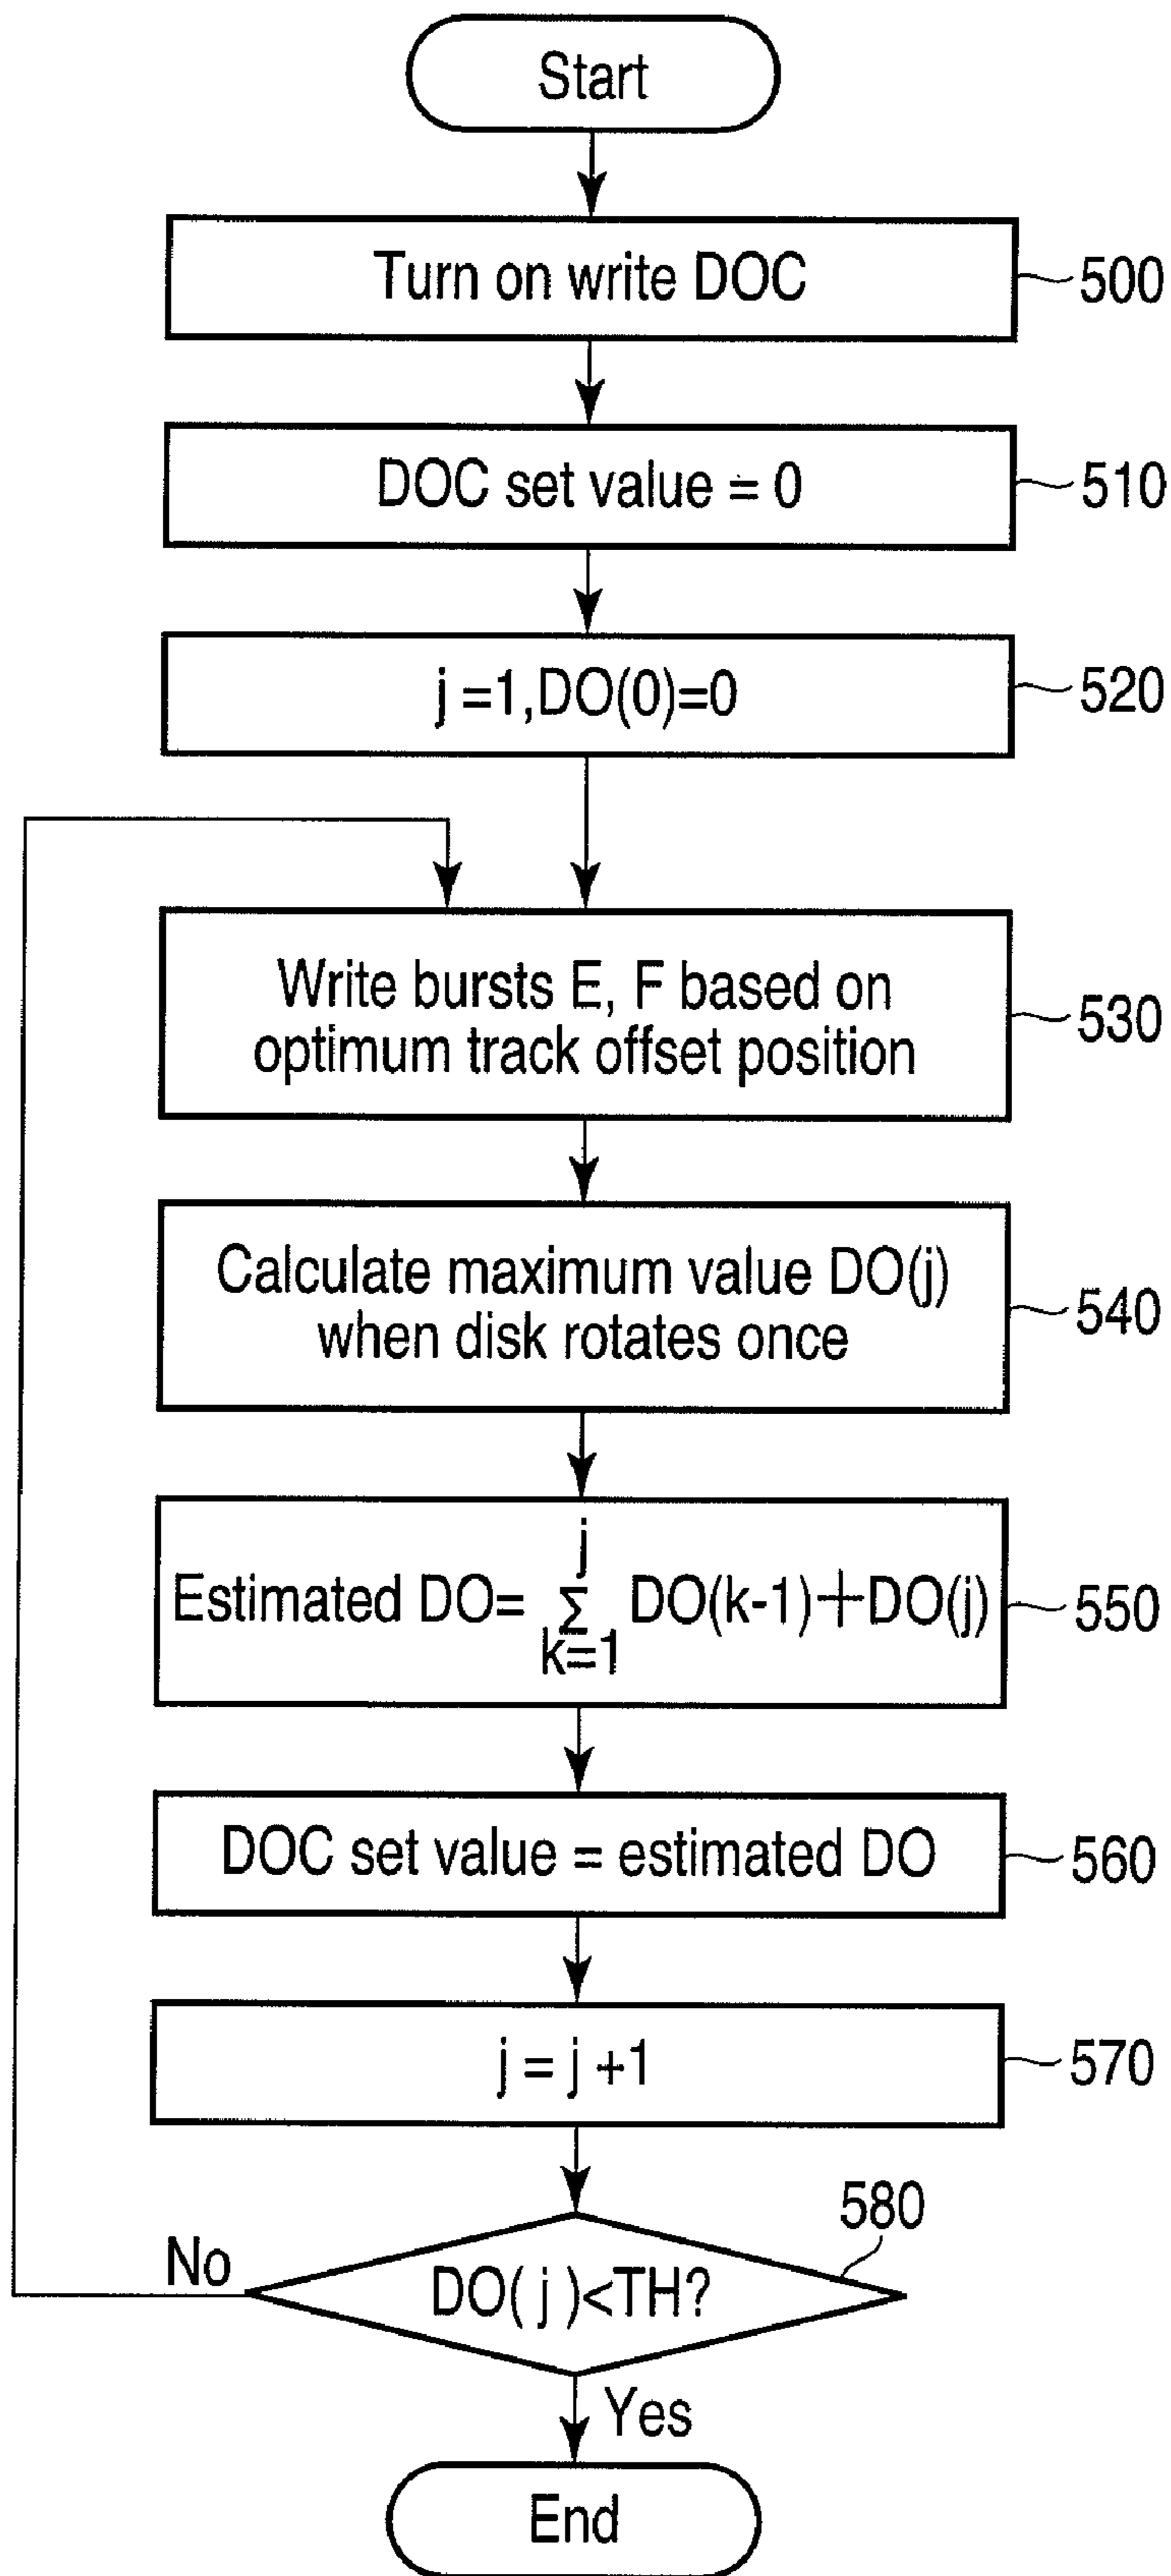 Start
Turn on write DOC
500
DOC set value = 0
510
j =1,DO(0)=0
520
Write bursts E, F based on
optimum track offset position
530
Calculate maximum value DO(j)
when disk rotates once
540
j
Estimated DO= Σ DO(k-1)+DO(j)
k=1
550
DOC set value = estimated DO
560
j = j +1
570
580
No
DO( j )<TH?
Yes
End